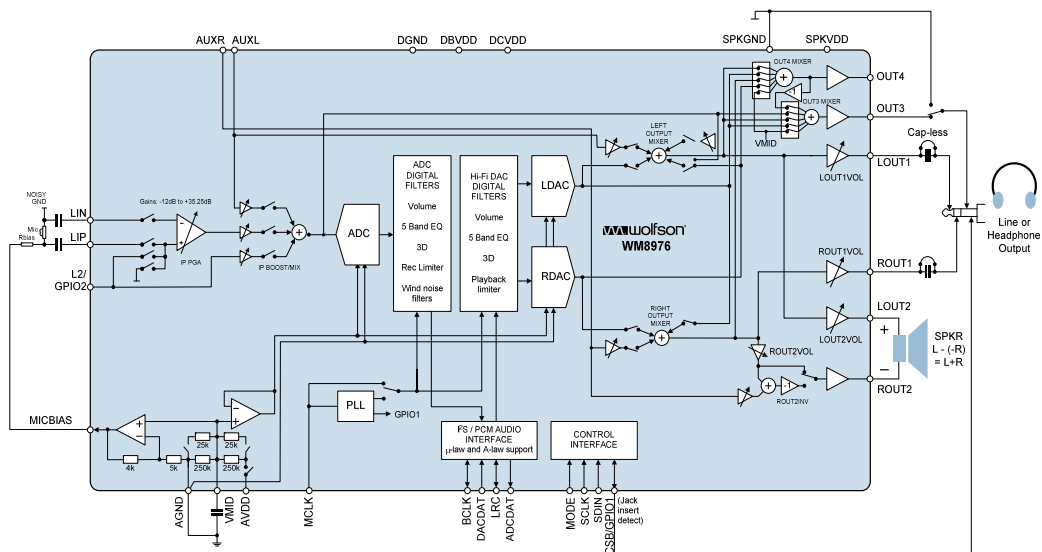 SPKGND
AUXR AUXL
DGND
DBVDD
DCVDD
SPKVDD
OUT4 MIXER
OUT4
-1
OUT3 MIXER
OUT3
Cap-less
VMID
LEFT
OUTPUT
MIXER
LOUT1
LOUT1VOL
Line or
Headphone
Output
ADC
DIGITAL
FILTERS
Volume
5 Band EQ
3D
Rec Limiter
Wind noise
filters
Hi-Fi DAC
DIGITAL
FILTERS
Volume
5 Band EQ
3D
Playback
limiter
LDAC
RDAC
wolfson
WM8976
NOISY
GND
LIN
Mic
Rbias
LIP
L2/
GPIO2
Gains: -12dB to +35.25dB
-
+
IP PGA
+
IP BOOST/MIX
ADC
ROUT1VOL
ROUT1
LOUT2
LOUT2VOL
RIGHT
OUTPUT
MIXER
ROUT2VOL
-1
ROUT2INV
+
−
SPKR
L - (-R)
= L+R
ROUT2
MICBIAS
+
-
-
+
4k
5k
25k
25k
250k
250k
PLL
GPIO1
I²S / PCM AUDIO
INTERFACE
μ-law and A-law support
CONTROL
INTERFACE
AGND
VMID
AVDD
MCLK
BCLK
DACDAT
LRC
ADCDAT
MODE
SCLK
SDIN
CSB/GPIO1
(Jack
insert
detect)